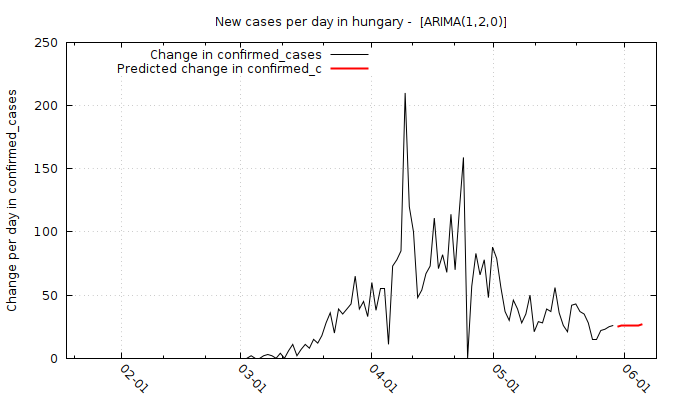 New cases per day in hungary -  [ARIMA(1,2,0)]
Change in confirmed_cases
Predicted change in confirmed_c
Change per day in confirmed_cases
250
200
150
100
50
0
02-01
03-01
04-01
05-01
06-01